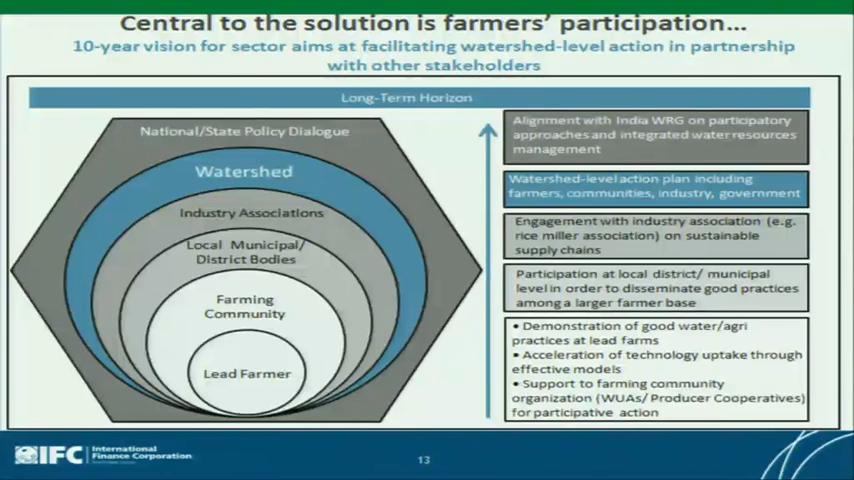 Central to the solution is farmers' participation...
10-year vision for sector aims at facilitating watershed-level action in partnership
with other stakeholders
Long-Term Horizon
National/State Policy Dialogue
Watershed
Industry Associations
Local Municipal/
District Bodies
Farming
Community
Lead Farmer
Alignment with India WRG on participatory
approaches and integrated water resources
management
Watershed-level action plan including
farmers, communities, industry, government
Engagement with industry association (e.g.
rice miller association) on sustainable
supply chains
Participation at local district/ municipal
level in order to disseminate good practices
among a larger farmer base
• Demonstration of good water/agri
practices at lead farms
• Acceleration of technology uptake through
effective models
• Support to farming community
organization (WUAs/ Producer Cooperatives)
for participative action
IFC
International
Finance Corporation
13